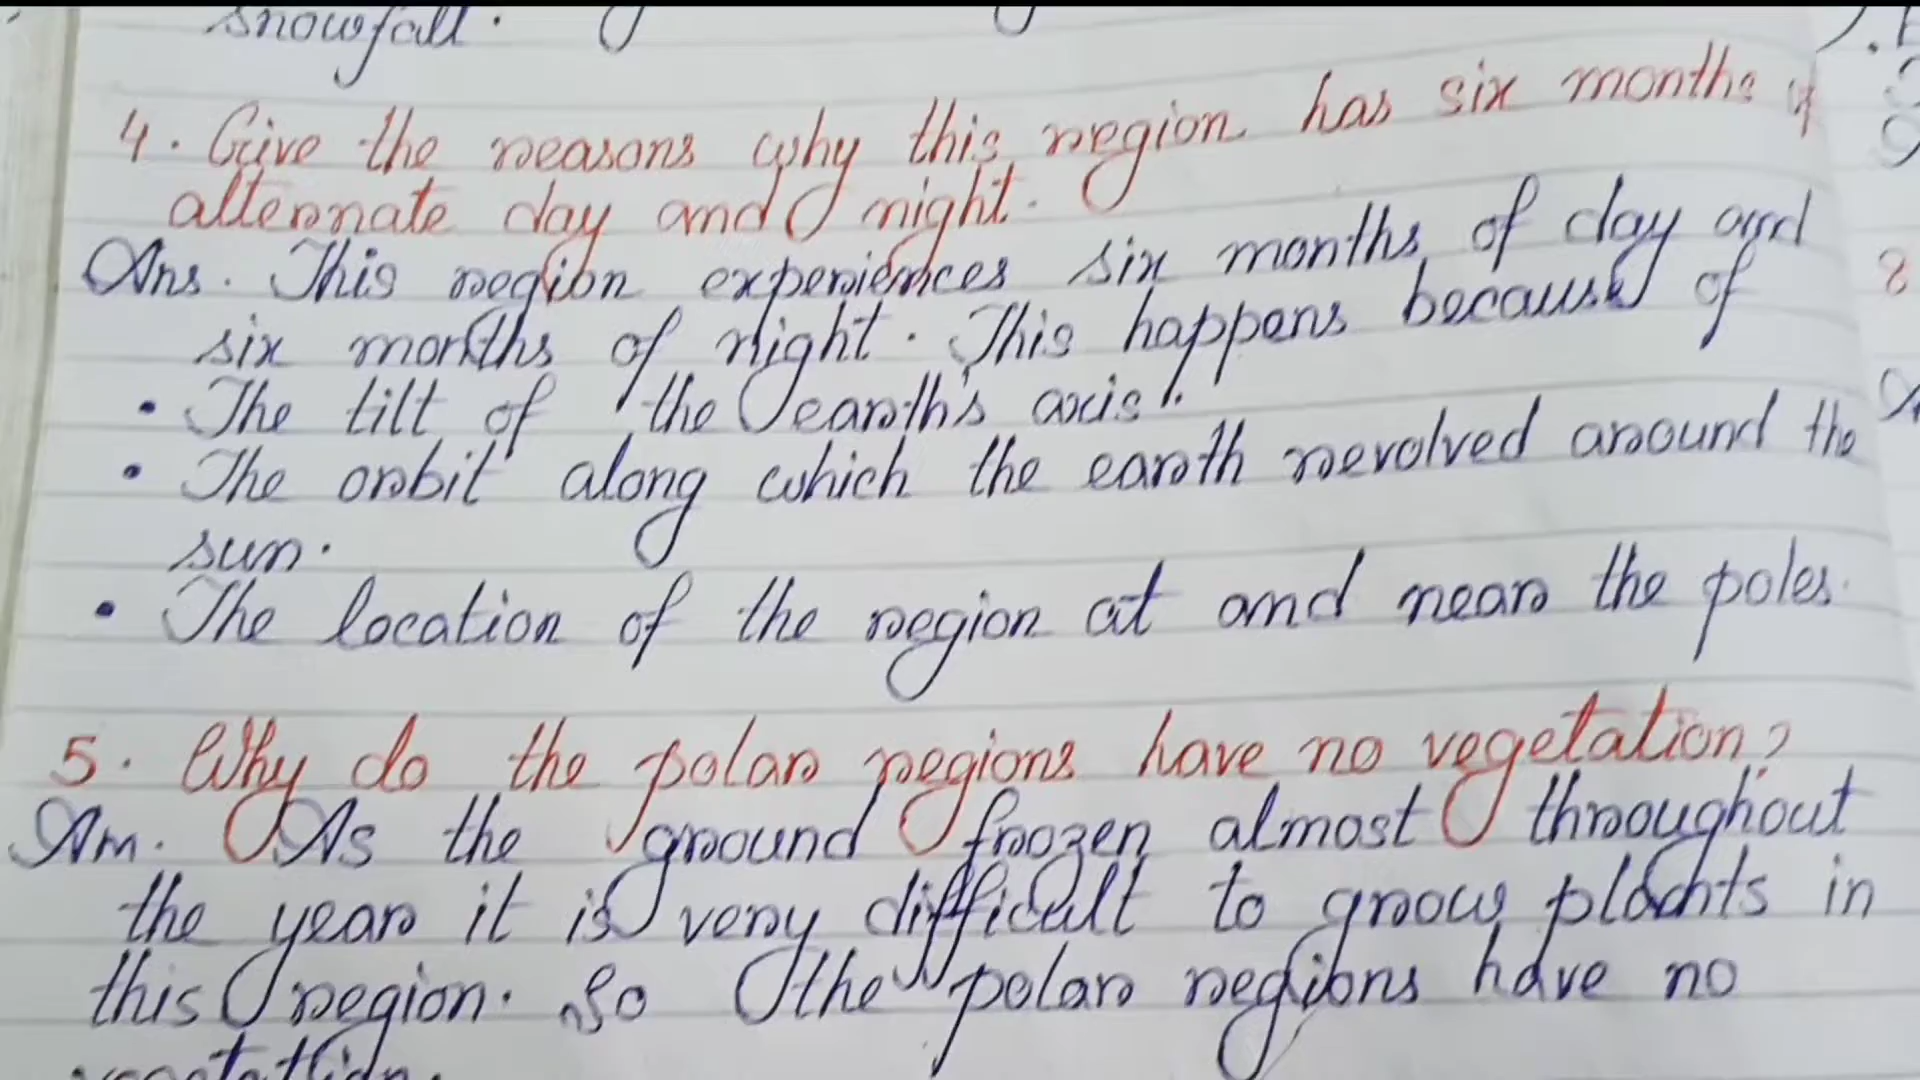 snowfall.
4. Give the reasons why this region has six months of
alternate day and night.
Ans. This region experiences six months of day and
six months of night. This happens because of
• The tilt of the earth's axis.
• The orbit along which the earth revolved around the
sun.
• The location of the region at and near the poles.
5. Why do the polar regions have no vegetation?
Ans. As the ground frozen almost throughout
the year it is very difficult to grow plants in
this region. So the polar regions have no
vegetation.
8